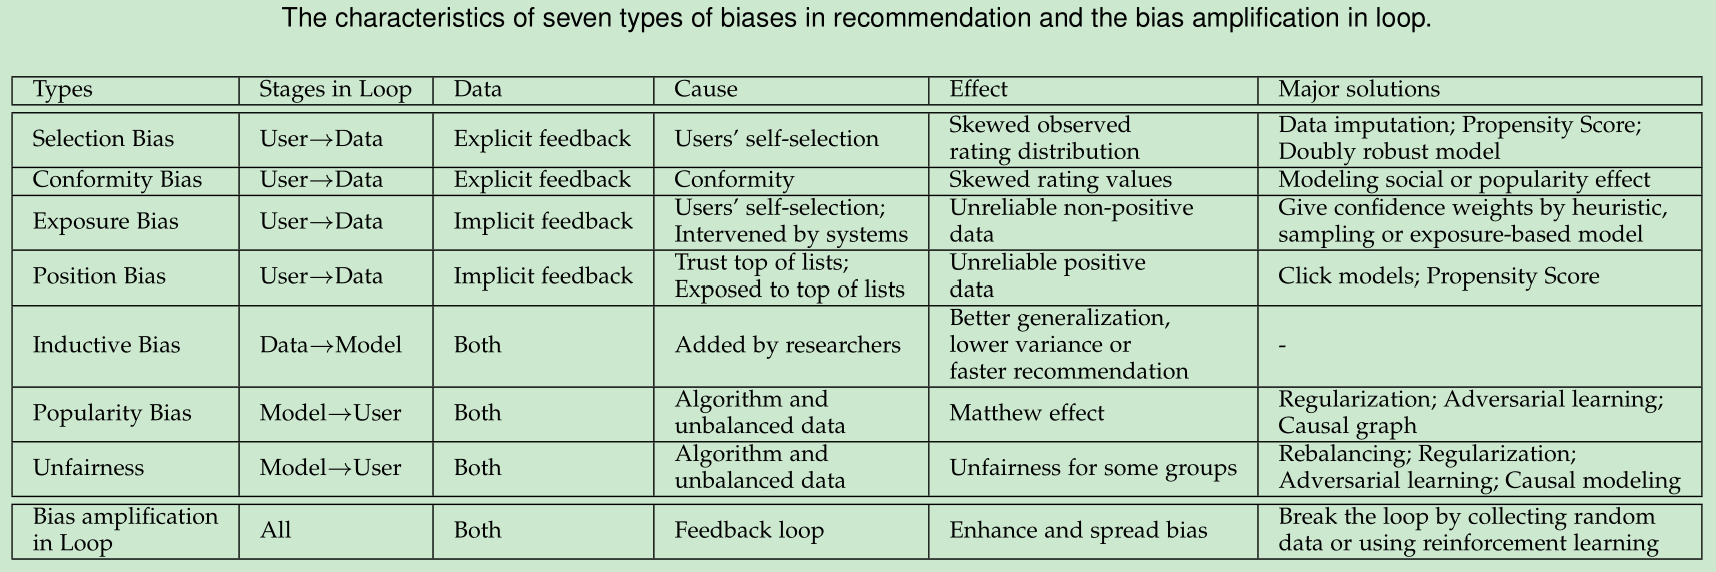 The characteristics of seven types of biases in recommendation and the bias amplification in loop.
Types Stages in Loop Data Cause Effect Major solutions
Selection Bias User→Data Explicit feedback Users' self-selection Skewed observed rating distribution Data imputation; Propensity Score; Doubly robust model
Conformity Bias User→Data Explicit feedback Conformity Skewed rating values Modeling social or popularity effect
Exposure Bias User→Data Implicit feedback Users' self-selection; Intervened by systems Unreliable non-positive data Give confidence weights by heuristic, sampling or exposure-based model
Position Bias User→Data Implicit feedback Trust top of lists; Exposed to top of lists Unreliable positive data Click models; Propensity Score
Inductive Bias Data→Model Both Added by researchers Better generalization, lower variance or faster recommendation -
Popularity Bias Model→User Both Algorithm and unbalanced data Matthew effect Regularization; Adversarial learning; Causal graph
Unfairness Model→User Both Algorithm and unbalanced data Unfairness for some groups Rebalancing; Regularization; Adversarial learning; Causal modeling
Bias amplification in Loop All Both Feedback loop Enhance and spread bias Break the loop by collecting random data or using reinforcement learning